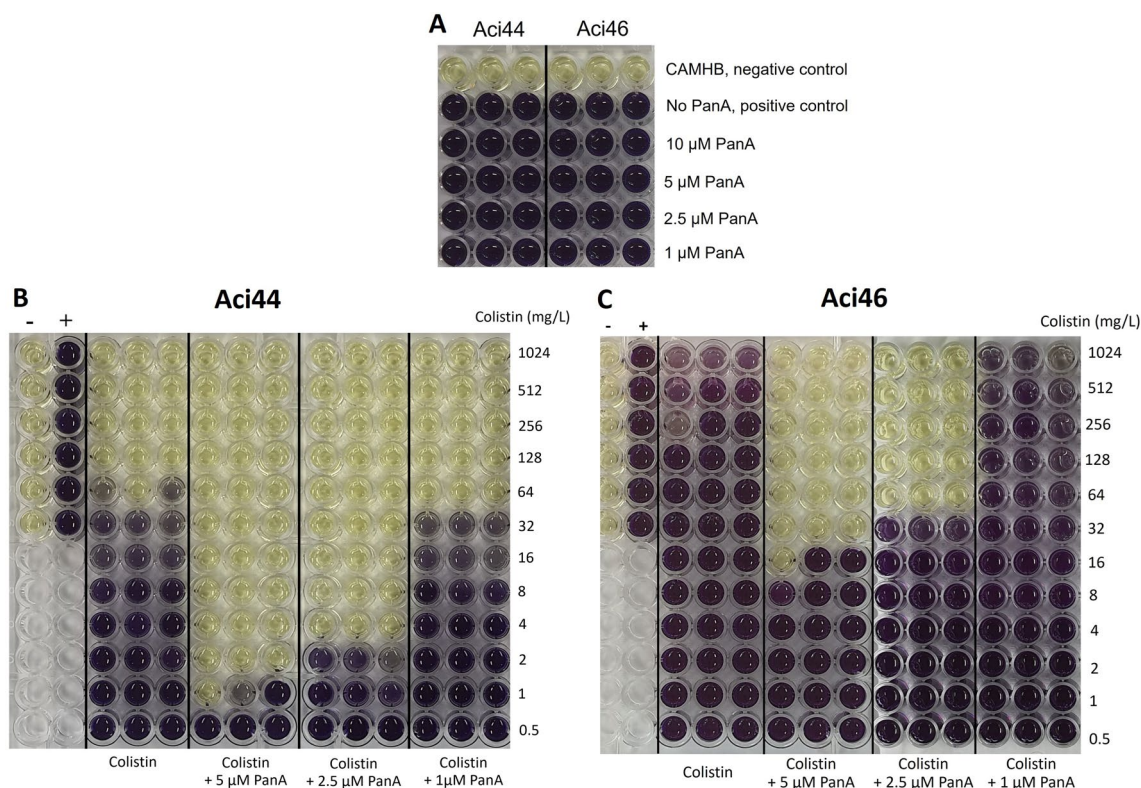 A
Aci44 Aci46
CAMHB, negative control
No PanA, positive control
10 µM PanA
5 µM PanA
2.5 µM PanA
1 µM PanA
B
Aci44
- +
Colistin (mg/L)
1024
512
256
128
64
32
16
8
4
2
1
0.5
Colistin
Colistin
+ 5 µM PanA
Colistin
+ 2.5 µM PanA
Colistin
+ 1µM PanA
C
Aci46
- +
Colistin (mg/L)
1024
512
256
128
64
32
16
8
4
2
1
0.5
Colistin
Colistin
+ 5 µM PanA
Colistin
+ 2.5 µM PanA
Colistin
+ 1 µM PanA